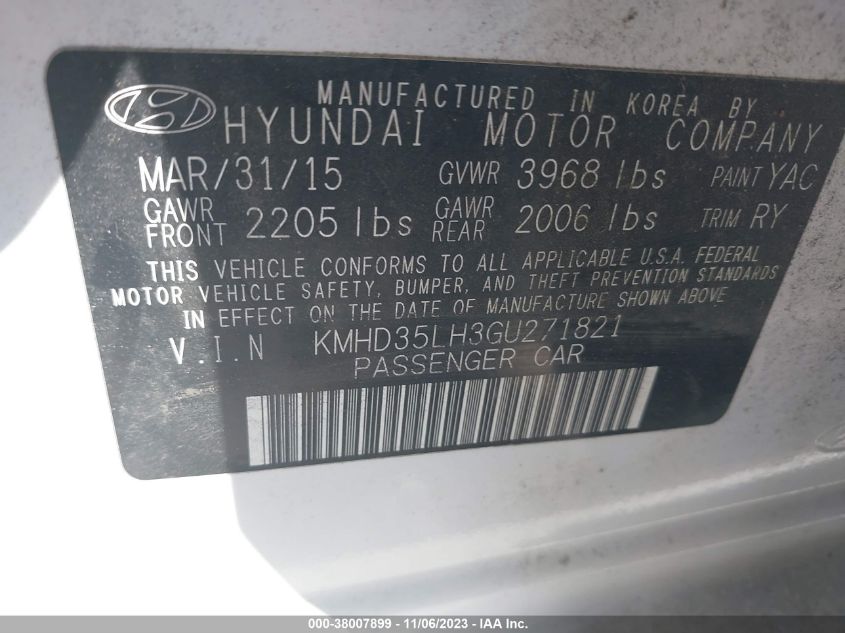 MANUFACTURED IN KOREA BY
HYUNDAI MOTOR COMPANY
MAR/31/15 GVWR 3968 lbs PAINT YAC
GAWR FRONT 2205 lbs GAWR REAR 2006 lbs TRIM RY
THIS VEHICLE CONFORMS TO ALL APPLICABLE U.S.A. FEDERAL
MOTOR VEHICLE SAFETY, BUMPER, AND THEFT PREVENTION STANDARDS
IN EFFECT ON THE DATE OF MANUFACTURE SHOWN ABOVE
V.I.N KMHD35LH3GU271821
PASSENGER CAR
000-38007899 - 11/06/2023 - © IAA, Inc.